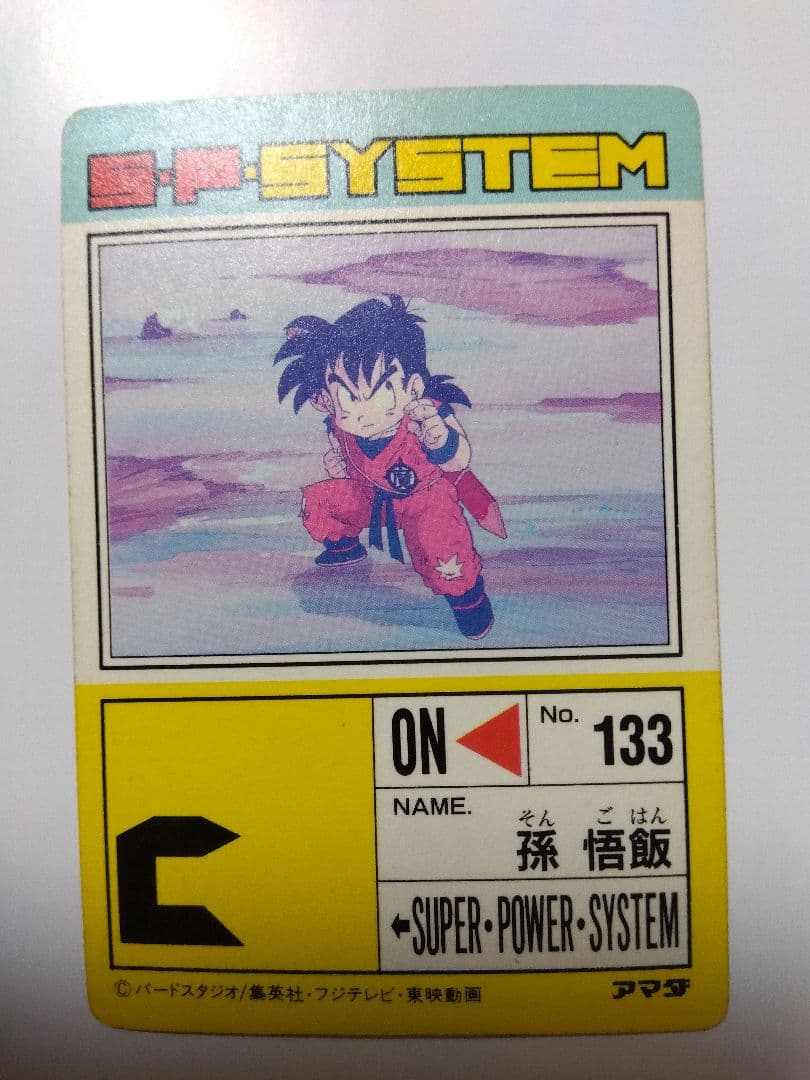 S・P・SYSTEM
ON
No. 133
NAME.
そん ご はん
孫 悟飯
←SUPER・POWER・SYSTEM
©バードスタジオ/集英社・フジテレビ・東映動画
アマダ